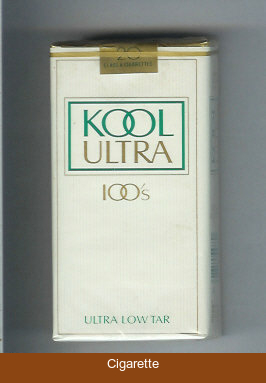 20
CLASS A CIGARETTES
KOOL
ULTRA
100's
ULTRA LOW TAR
Cigarette